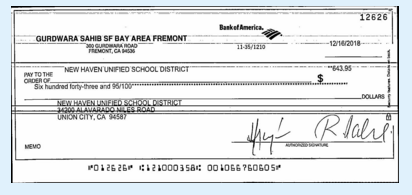 12626
Bank of America.
GURDWARA SAHIB SF BAY AREA FREMONT
300 GURDWARA ROAD
FREMONT, CA 94536
11-35/1210
12/16/2018
PAY TO THE
ORDER OF
NEW HAVEN UNIFIED SCHOOL DISTRICT
$
**643.95
Six hundred forty-three and 95/100
DOLLARS
NEW HAVEN UNIFIED SCHOOL DISTRICT
34200 ALAVARADO NILES ROAD
UNION CITY, CA 94587
MEMO
AUTHORIZED SIGNATURE
⑈012626⑈ ⑆121000358⑆ 001066760605⑈